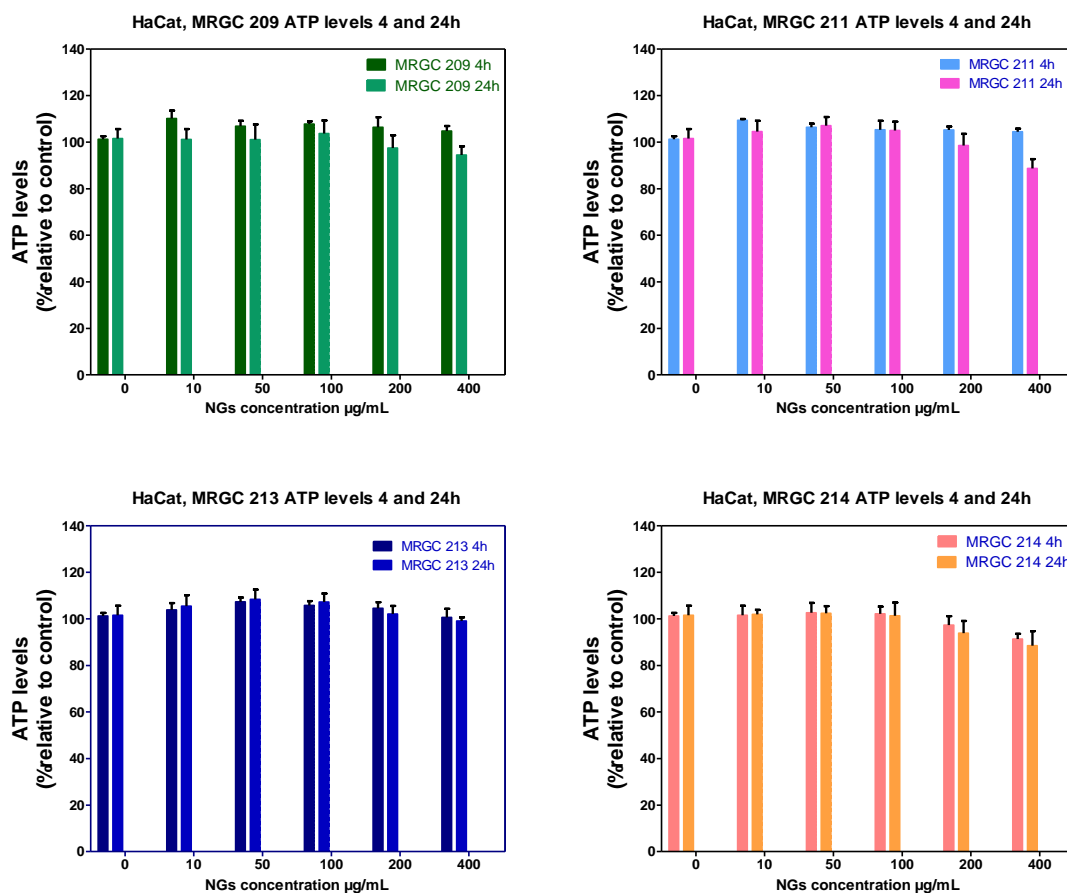 HaCat, MRGC 209 ATP levels 4 and 24h
140
120
100
80
60
40
20
0
ATP levels
(%relative to control)
MRGC 209 4h
MRGC 209 24h
0 10 50 100 200 400
NGs concentration µg/mL
HaCat, MRGC 211 ATP levels 4 and 24h
140
120
100
80
60
40
20
0
ATP levels
(%relative to control)
MRGC 211 4h
MRGC 211 24h
0 10 50 100 200 400
NGs concentration µg/mL
HaCat, MRGC 213 ATP levels 4 and 24h
140
120
100
80
60
40
20
0
ATP levels
(%relative to control)
MRGC 213 4h
MRGC 213 24h
0 10 50 100 200 400
NGs concentration µg/mL
HaCat, MRGC 214 ATP levels 4 and 24h
140
120
100
80
60
40
20
0
ATP levels
(%relative to control)
MRGC 214 4h
MRGC 214 24h
0 10 50 100 200 400
NGs concentration µg/mL